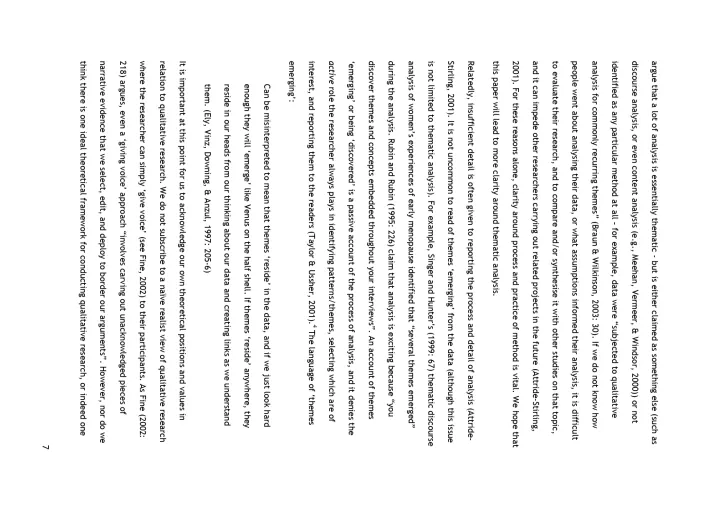 argue that a lot of analysis is essentially thematic - but is either claimed as something else (such as
discourse analysis, or even content analysis (e.g., Meehan, Vermeer, & Windsor, 2000)) or not
identified as any particular method at all - for example, data were "subjected to qualitative
analysis for commonly recurring themes" (Braun & Wilkinson, 2003: 30). If we do not know how
people went about analysing their data, or what assumptions informed their analysis, it is difficult
to evaluate their research, and to compare and/or synthesise it with other studies on that topic,
and it can impede other researchers carrying out related projects in the future (Attride-Stirling,
2001). For these reasons alone, clarity around process and practice of method is vital. We hope that
this paper will lead to more clarity around thematic analysis.
Relatedly, insufficient detail is often given to reporting the process and detail of analysis (Attride-
Stirling, 2001). It is not uncommon to read of themes 'emerging' from the data (although this issue
is not limited to thematic analysis). For example, Singer and Hunter's (1999: 67) thematic discourse
analysis of women's experiences of early menopause identified that "several themes emerged"
during the analysis. Rubin and Rubin (1995: 226) claim that analysis is exciting because "you
discover themes and concepts embedded throughout your interviews". An account of themes
'emerging' or being 'discovered' is a passive account of the process of analysis, and it denies the
active role the researcher always plays in identifying patterns/themes, selecting which are of
interest, and reporting them to the readers (Taylor & Ussher, 2001).4 The language of 'themes
emerging':
Can be misinterpreted to mean that themes 'reside' in the data, and if we just look hard
enough they will 'emerge' like Venus on the half shell. If themes 'reside' anywhere, they
reside in our heads from our thinking about our data and creating links as we understand
them. (Ely, Vinz, Downing, & Anzul, 1997: 205-6)
It is important at this point for us to acknowledge our own theoretical positions and values in
relation to qualitative research. We do not subscribe to a naïve realist view of qualitative research
where the researcher can simply 'give voice' (see Fine, 2002) to their participants. As Fine (2002:
218) argues, even a 'giving voice' approach "involves carving out unacknowledged pieces of
narrative evidence that we select, edit, and deploy to border our arguments". However, nor do we
think there is one ideal theoretical framework for conducting qualitative research, or indeed one
7